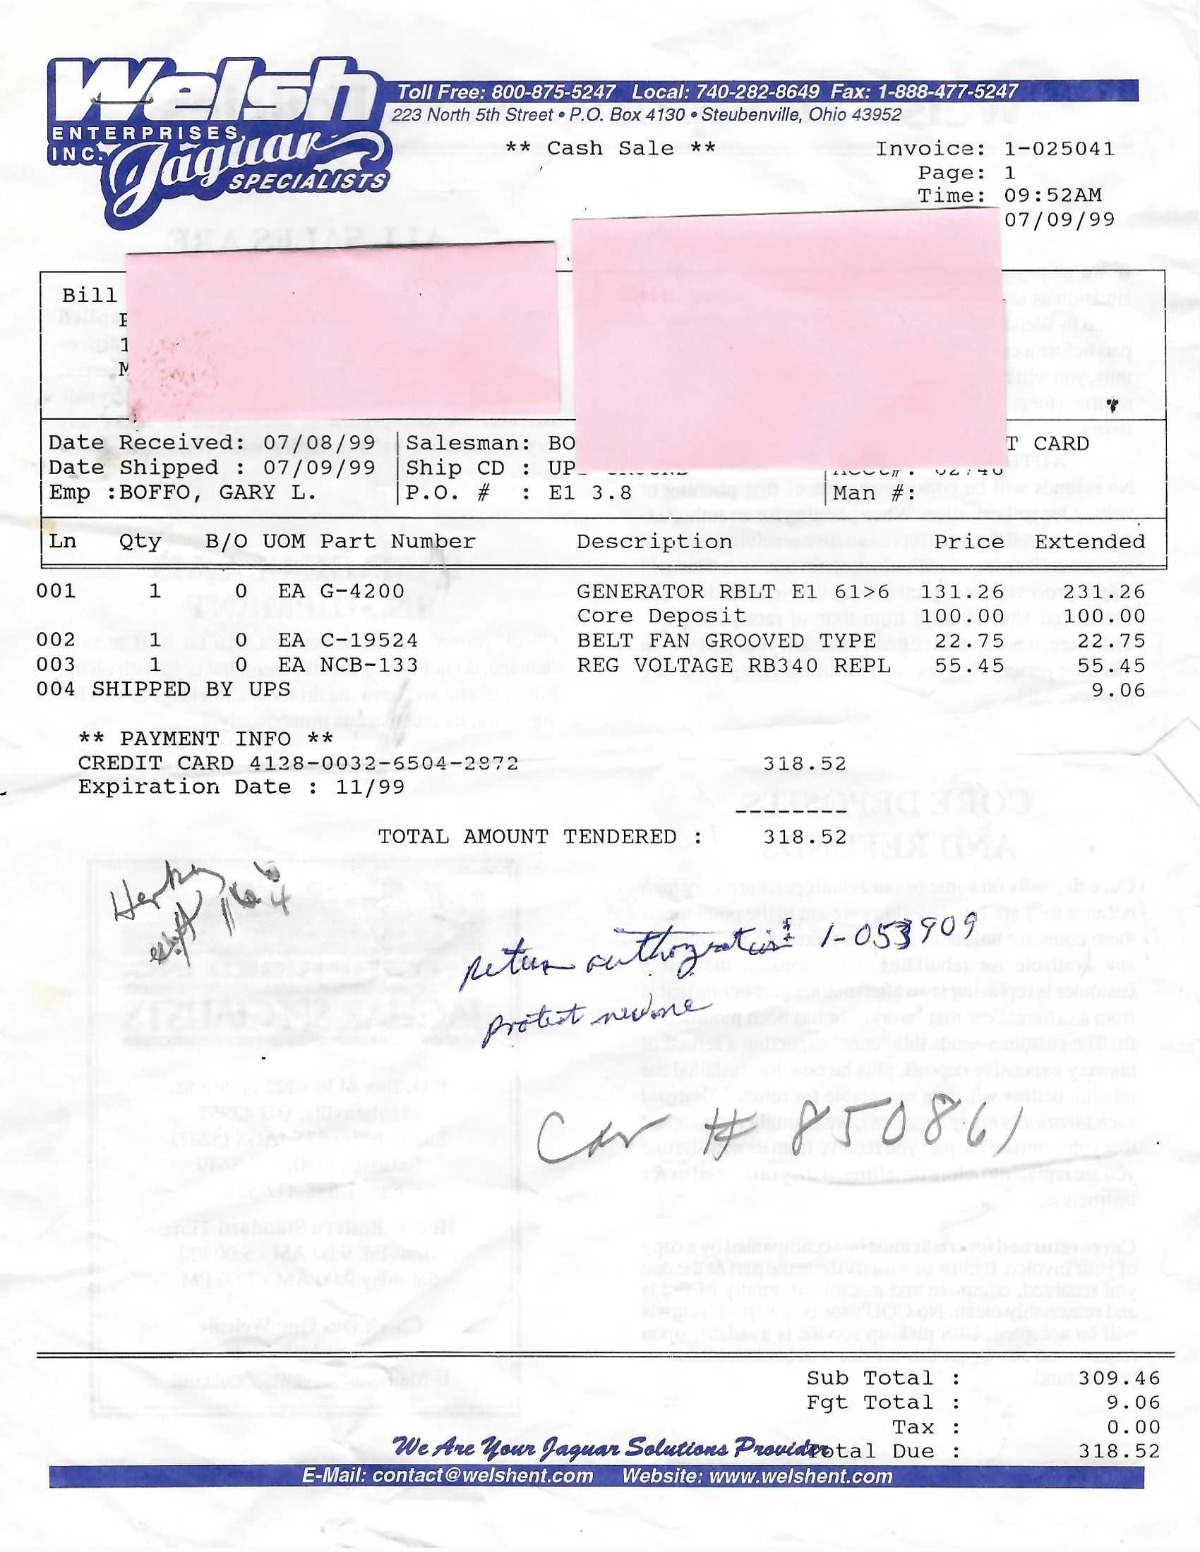 Welsh
ENTERPRISES, INC.
Jaguar
SPECIALISTS
Toll Free: 800-875-5247 Local: 740-282-8649 Fax: 1-888-477-5247
223 North 5th Street • P.O. Box 4130 • Steubenville, Ohio 43952
** Cash Sale **
Invoice: 1-025041
Page: 1
Time: 09:52AM
07/09/99
Bill
Date Received: 07/08/99 Salesman: BO T CARD
Date Shipped : 07/09/99 Ship CD : UPS GROUND Acct#: 02746
Emp :BOFFO, GARY L. P.O. # : E1 3.8 Man #:
Ln Qty B/O UOM Part Number Description Price Extended
001 1 0 EA G-4200 GENERATOR RBLT E1 61>6 131.26 231.26
Core Deposit 100.00 100.00
002 1 0 EA C-19524 BELT FAN GROOVED TYPE 22.75 22.75
003 1 0 EA NCB-133 REG VOLTAGE RB340 REPL 55.45 55.45
004 SHIPPED BY UPS 9.06
** PAYMENT INFO **
CREDIT CARD 4128-0032-6504-2872 318.52
Expiration Date : 11/99
--------
TOTAL AMOUNT TENDERED : 318.52
return 1-053909
Car # 850861
Sub Total : 309.46
Fgt Total : 9.06
Tax : 0.00
Total Due : 318.52
We Are Your Jaguar Solutions Provider
E-Mail: contact@welshent.com Website: www.welshent.com